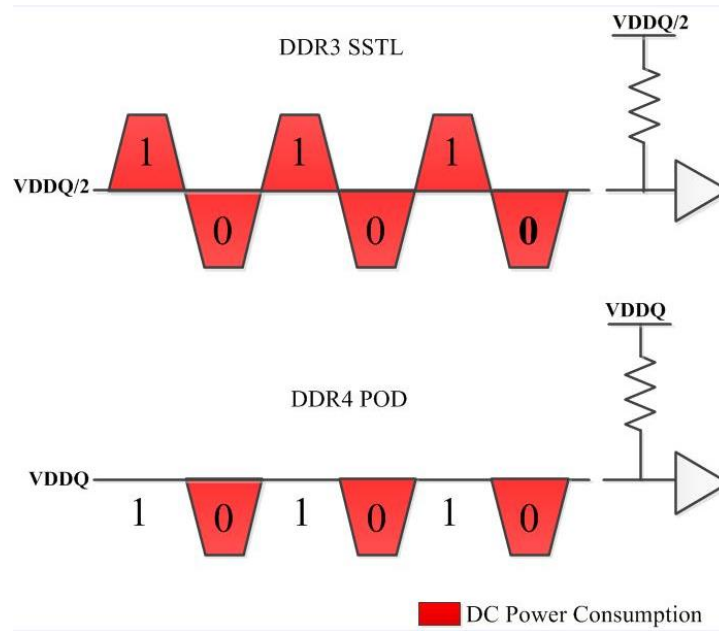 DDR3 SSTL
VDDQ/2
1 1 1
VDDQ/2
0 0 0
VDDQ
DDR4 POD
VDDQ
1 0 1 0 1 0
DC Power Consumption